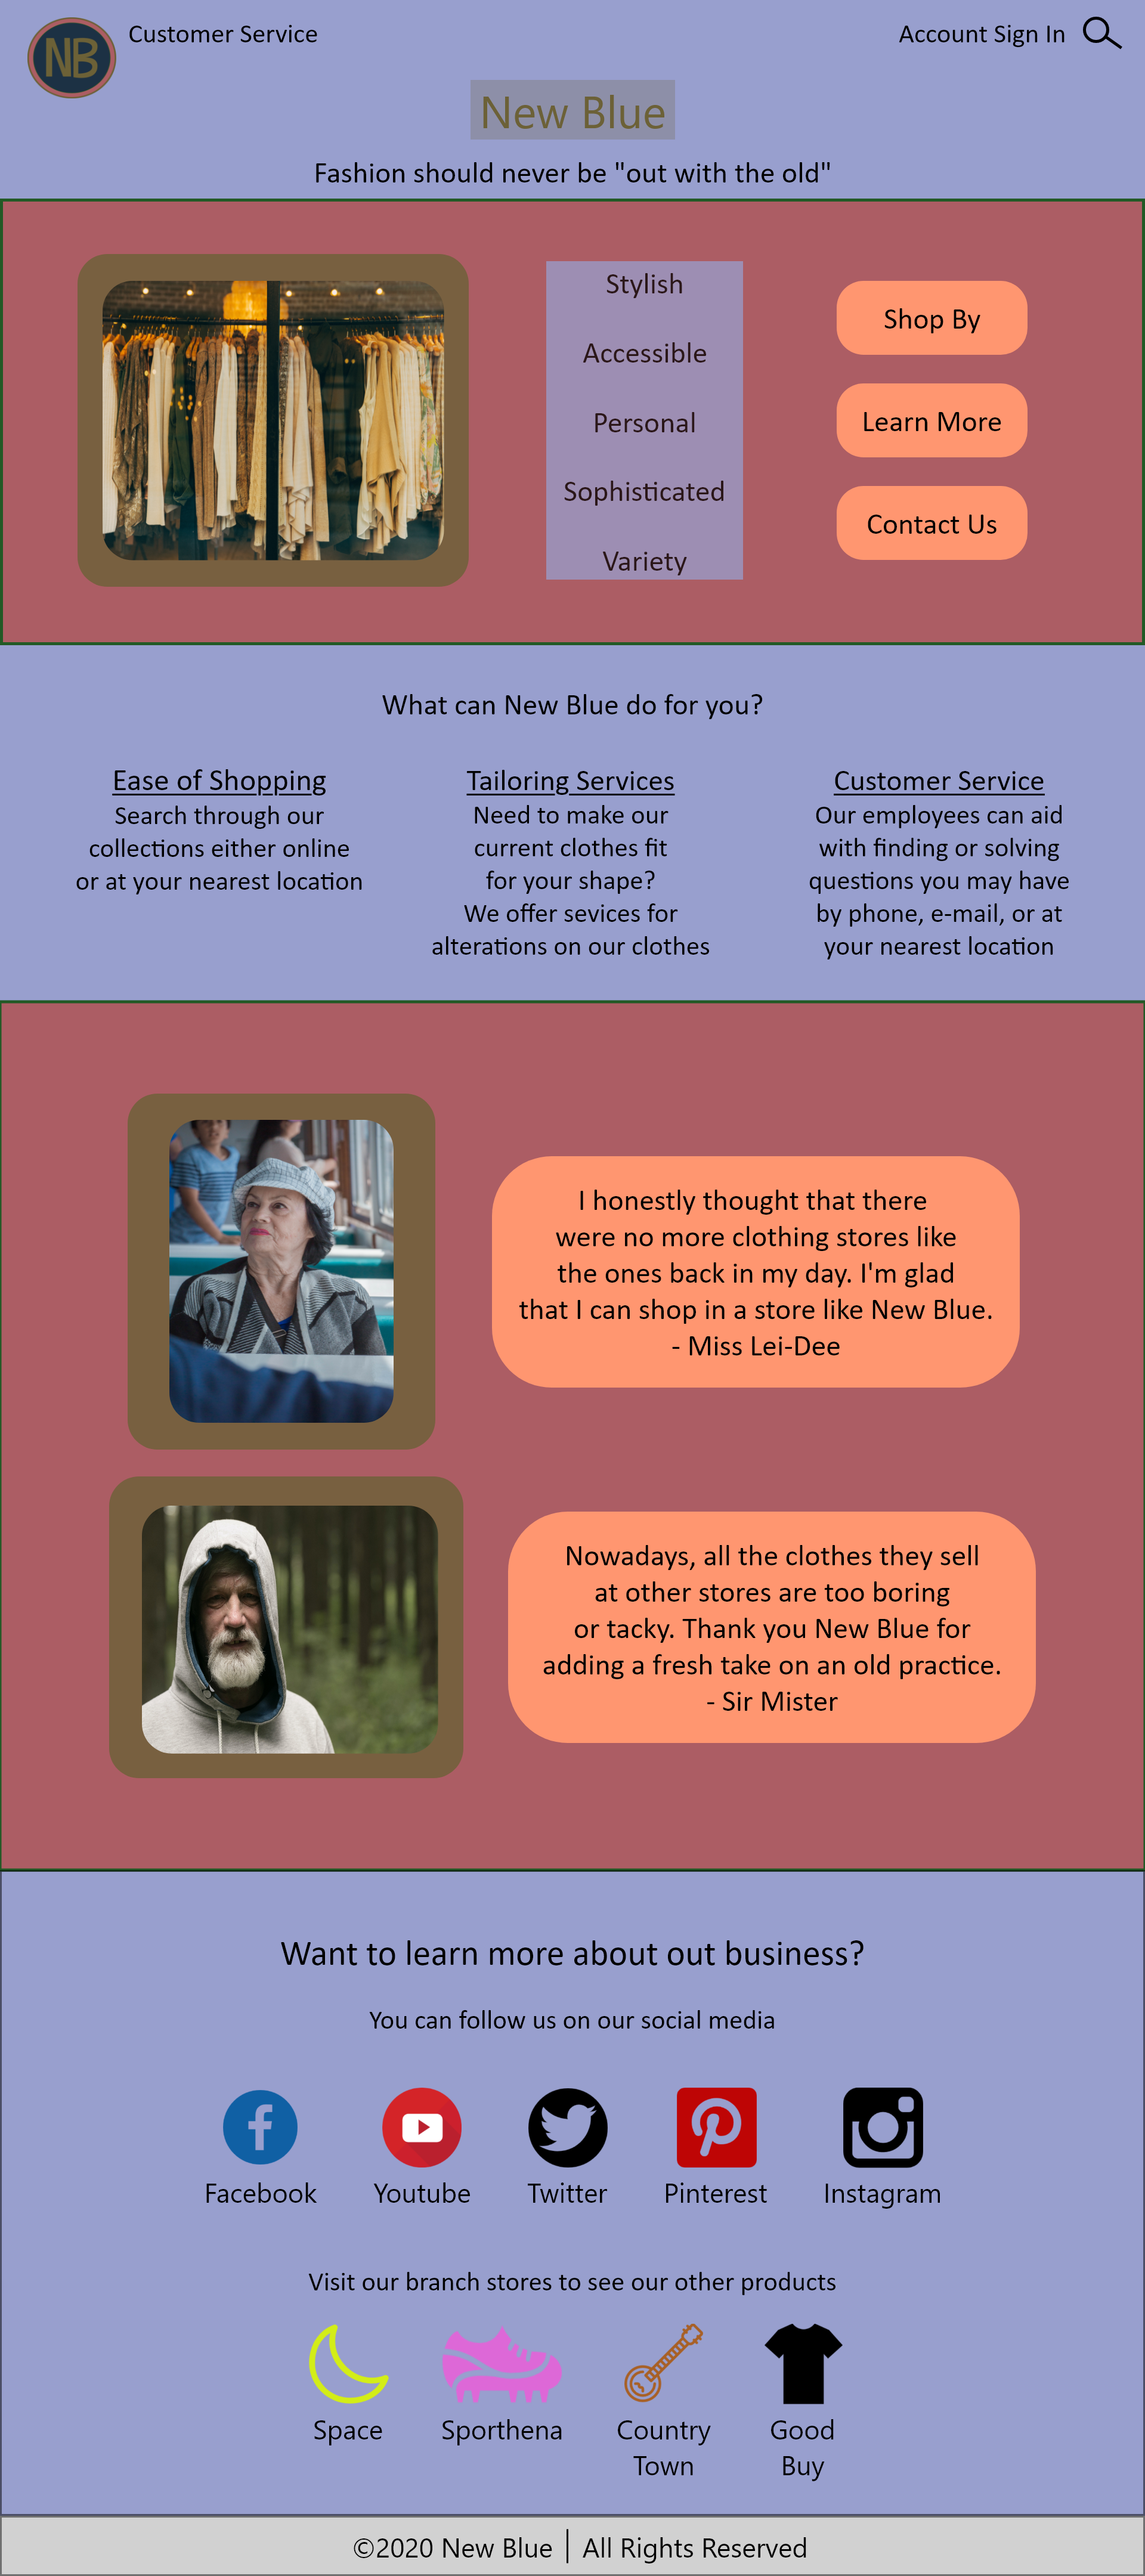 NB
Customer Service
Account Sign In
New Blue
Fashion should never be "out with the old"
Stylish
Accessible
Personal
Sophisticated
Variety
Shop By
Learn More
Contact Us
What can New Blue do for you?
Ease of Shopping
Search through our
collections either online
or at your nearest location
Tailoring Services
Need to make our
current clothes fit
for your shape?
We offer sevices for
alterations on our clothes
Customer Service
Our employees can aid
with finding or solving
questions you may have
by phone, e-mail, or at
your nearest location
I honestly thought that there
were no more clothing stores like
the ones back in my day. I'm glad
that I can shop in a store like New Blue.
- Miss Lei-Dee
Nowadays, all the clothes they sell
at other stores are too boring
or tacky. Thank you New Blue for
adding a fresh take on an old practice.
- Sir Mister
Want to learn more about out business?
You can follow us on our social media
Facebook
Youtube
Twitter
Pinterest
Instagram
Visit our branch stores to see our other products
Space
Sporthena
Country
Town
Good
Buy
©2020 New Blue | All Rights Reserved